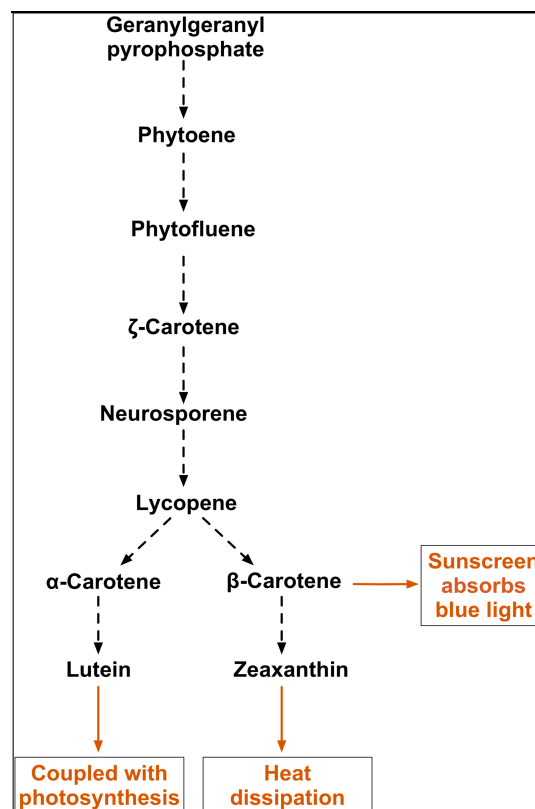 Geranylgeranyl
pyrophosphate
Phytoene
Phytofluene
ζ-Carotene
Neurosporene
Lycopene
α-Carotene
β-Carotene
Sunscreen
absorbs
blue light
Lutein
Zeaxanthin
Coupled with
photosynthesis
Heat
dissipation